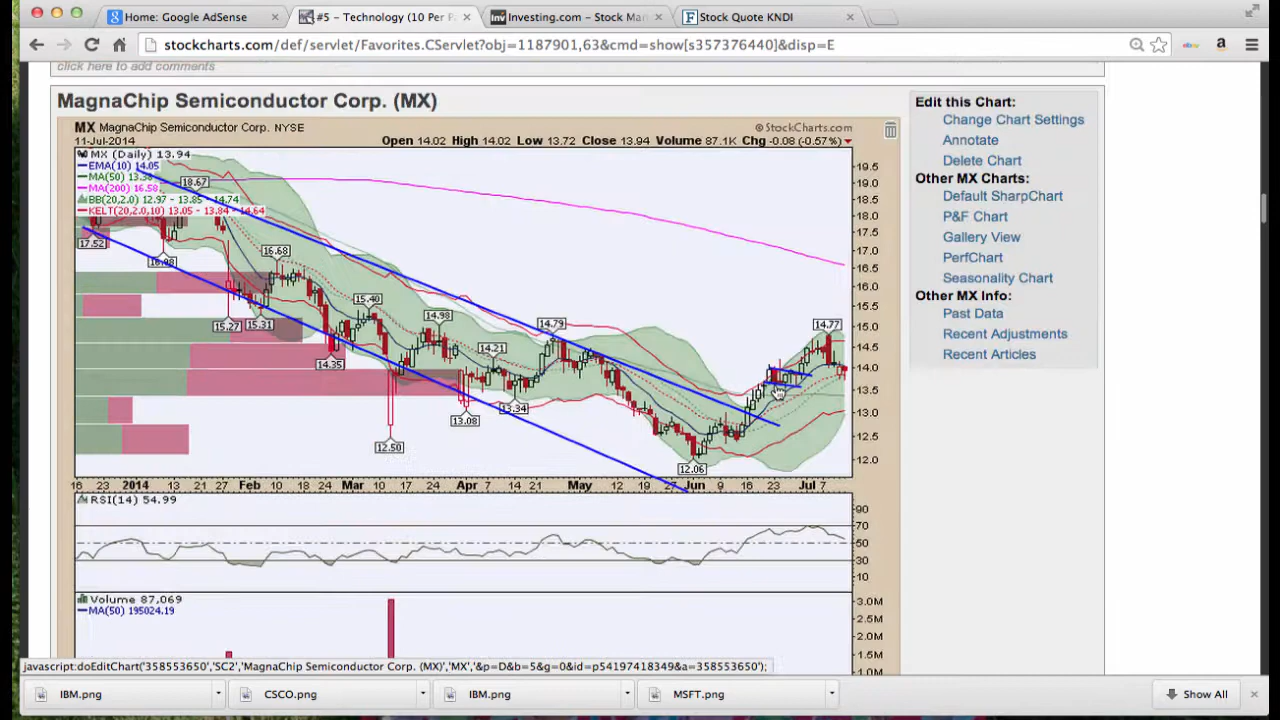 Home: Google AdSense
#5 - Technology (10 Per P
Investing.com - Stock Mar
Stock Quote KNDI
stockcharts.com/def/servlet/Favorites.CServlet?obj=1187901,63&cmd=show[s357376440]&disp=E
click here to add comments
MagnaChip Semiconductor Corp. (MX)
MX MagnaChip Semiconductor Corp. NYSE
© StockCharts.com
11-Jul-2014
Open 14.02 High 14.02 Low 13.72 Close 13.94 Volume 87.1K Chg -0.08 (-0.57%)
MX (Daily) 13.94
EMA(10) 14.05
MA(50) 13.38
MA(200) 16.58
BB(20,2.0) 12.97 - 13.85 - 14.74
KELT(20,2.0,10) 13.05 - 13.84 - 14.64
18.67
17.52
16.98
16.68
15.27
15.31
15.40
14.35
14.98
12.50
14.21
13.08
13.34
14.79
12.06
14.77
19.5
19.0
18.5
18.0
17.5
17.0
16.5
16.0
15.5
15.0
14.5
14.0
13.5
13.0
12.5
12.0
16 23 2014 13 21 27 Feb 10 18 24 Mar 10 17 24 Apr 7 14 21 May 12 19 27 Jun 9 16 23 Jul 7
RSI(14) 54.99
90
70
50
30
10
Volume 87,069
MA(50) 195024.19
3.0M
2.5M
2.0M
1.5M
1.0M
Edit this Chart:
Change Chart Settings
Annotate
Delete Chart
Other MX Charts:
Default SharpChart
P&F Chart
Gallery View
PerfChart
Seasonality Chart
Other MX Info:
Past Data
Recent Adjustments
Recent Articles
javascript:doEditChart('358553650','SC2','MagnaChip Semiconductor Corp. (MX)','MX','&p=D&b=5&g=0&id=p54197418349&a=358553650');
IBM.png
CSCO.png
IBM.png
MSFT.png
Show All